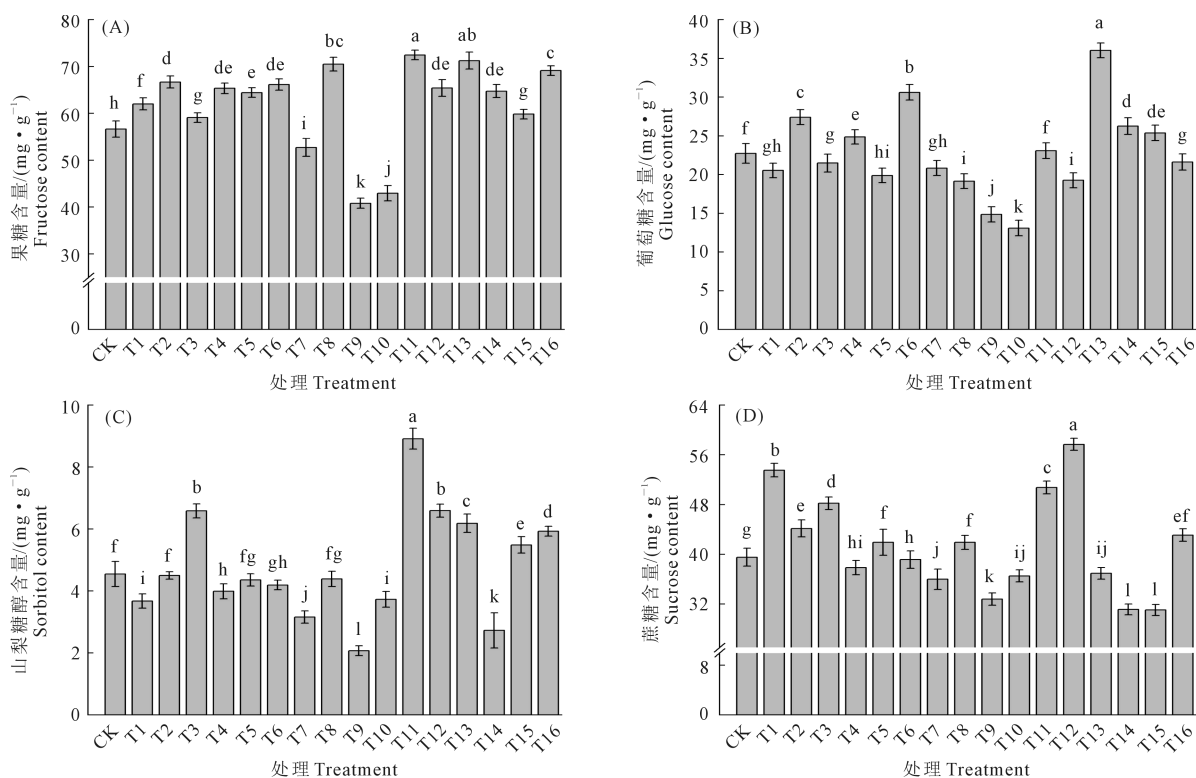 (A)
果糖含量/(mg·g⁻¹)
Fructose content
80
70
60
50
40
30
0
h f d g de e de i bc k j a de ab de g c
CK T1 T2 T3 T4 T5 T6 T7 T8 T9 T10 T11 T12 T13 T14 T15 T16
处理 Treatment
(B)
葡萄糖含量/(mg·g⁻¹)
Glucose content
40
35
30
25
20
15
10
5
0
f gh c g e hi b gh i j k f i a d de g
CK T1 T2 T3 T4 T5 T6 T7 T8 T9 T10 T11 T12 T13 T14 T15 T16
处理 Treatment
(C)
山梨糖醇含量/(mg·g⁻¹)
Sorbitol content
10
8
6
4
2
0
f i f b h fg gh j fg l i a b c k e d
CK T1 T2 T3 T4 T5 T6 T7 T8 T9 T10 T11 T12 T13 T14 T15 T16
处理 Treatment
(D)
蔗糖含量/(mg·g⁻¹)
Sucrose content
64
56
48
40
32
8
0
g b e d hi f h j f k ij c a ij l l ef
CK T1 T2 T3 T4 T5 T6 T7 T8 T9 T10 T11 T12 T13 T14 T15 T16
处理 Treatment